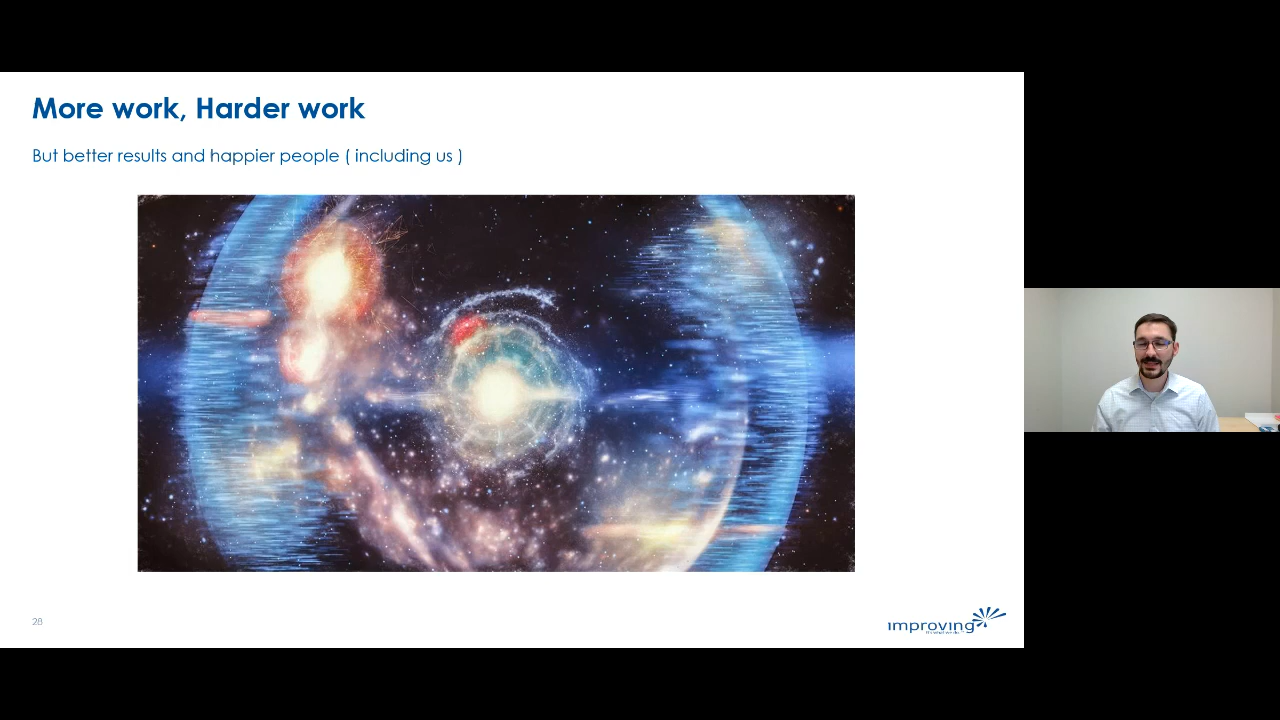 More work, Harder work
But better results and happier people ( including us )
28
improving